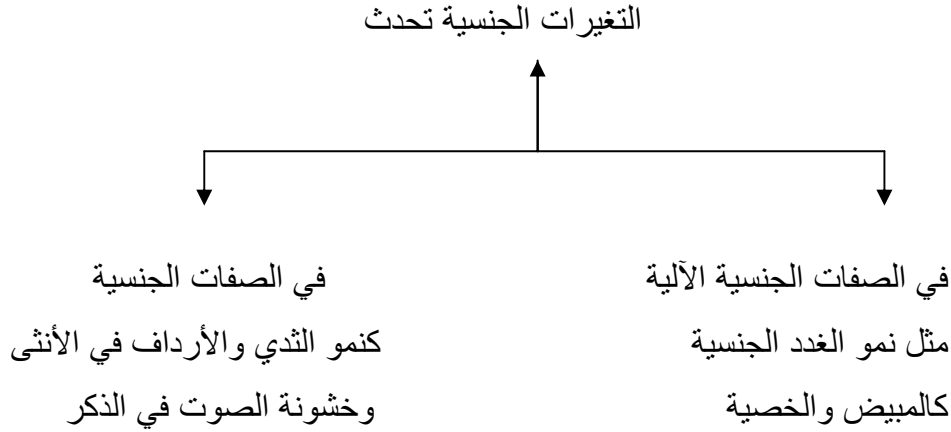 التغيرات الجنسية تحدث
في الصفات الجنسية الآلية
مثل نمو الغدد الجنسية
كالمبيض والخصية
في الصفات الجنسية
كنمو الثدي والأرداف في الأنثى
وخشونة الصوت في الذكر